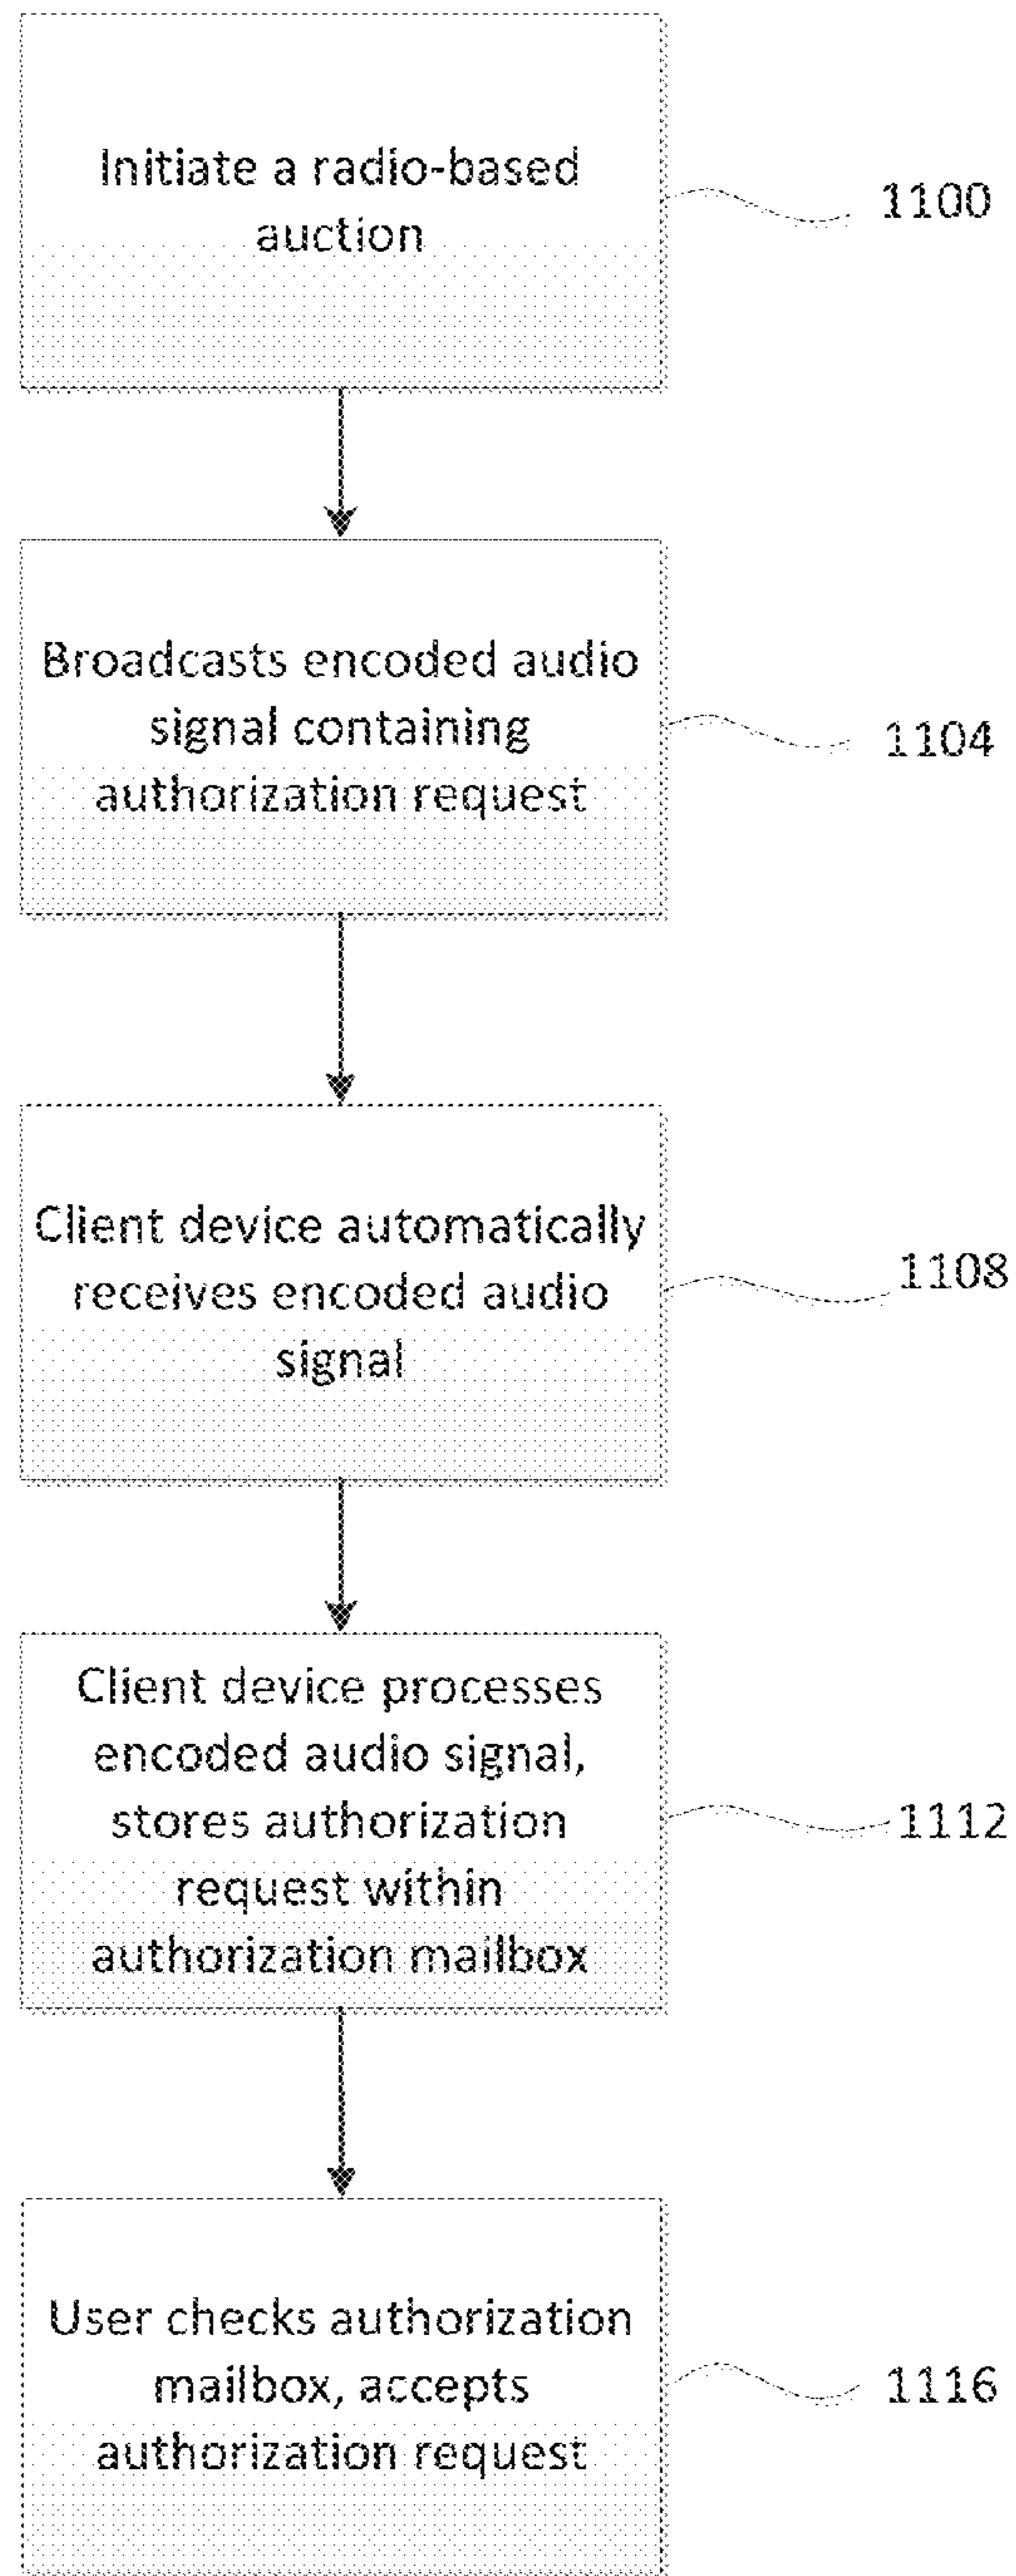 Initiate a radio-based
auction
1100
Broadcasts encoded audio
signal containing
authorization request
1104
Client device automatically
receives encoded audio
signal
1108
Client device processes
encoded audio signal,
stores authorization
request within
authorization mailbox
1112
User checks authorization
mailbox, accepts
authorization request
1116